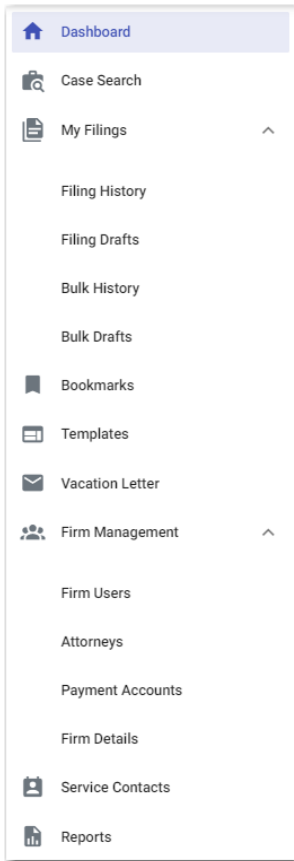 Dashboard
Case Search
My Filings
Filing History
Filing Drafts
Bulk History
Bulk Drafts
Bookmarks
Templates
Vacation Letter
Firm Management
Firm Users
Attorneys
Payment Accounts
Firm Details
Service Contacts
Reports